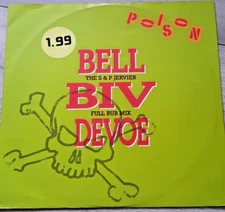 POISON
1.99
BELL
THE S & P JERVIER
BIV
FULL RUB MIX
DEVOE